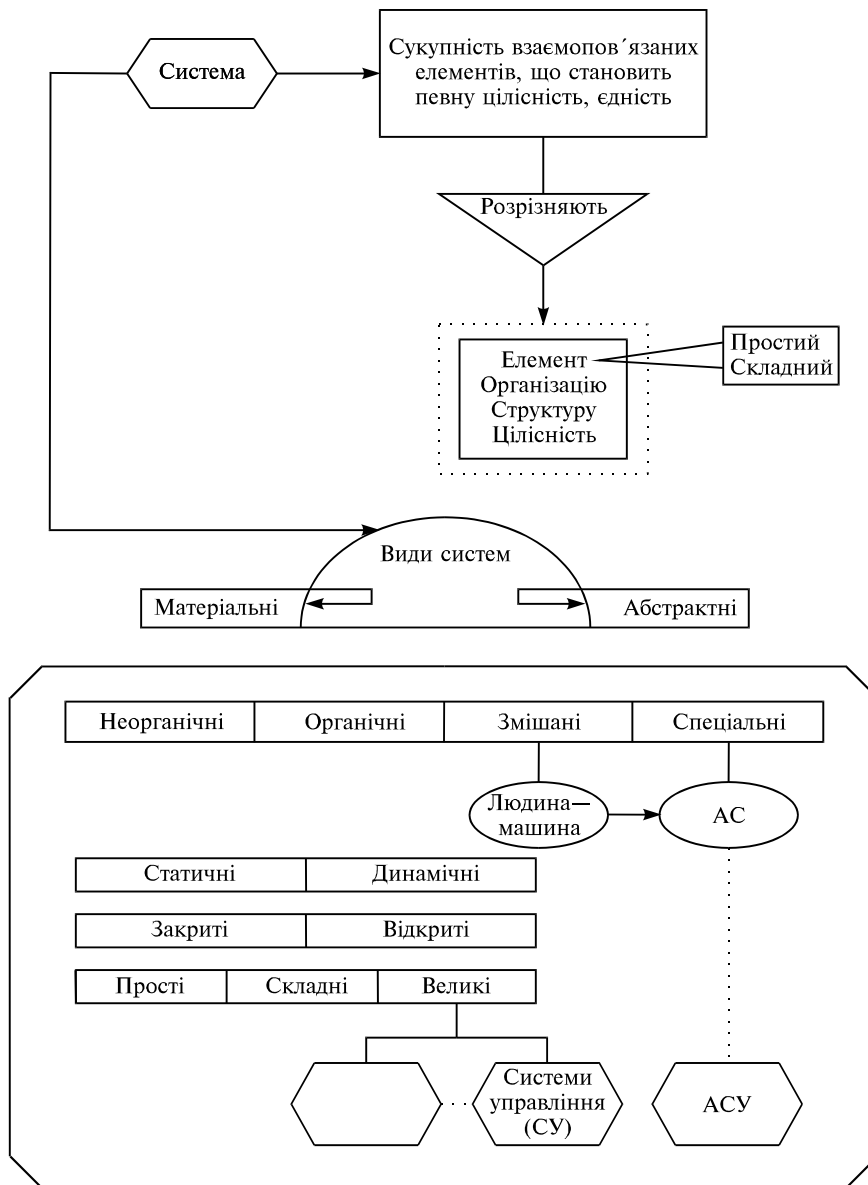 Система
Сукупність взаємопов´язаних
елементів, що становить
певну цілісність, єдність
Розрізняють
Елемент
Організацію
Структуру
Цілісність
Простий
Складний
Види систем
Матеріальні
Абстрактні
Неорганічні
Органічні
Змішані
Спеціальні
Людина—
машина
АС
Статичні
Динамічні
Закриті
Відкриті
Прості
Складні
Великі
Системи
управління
(СУ)
АСУ